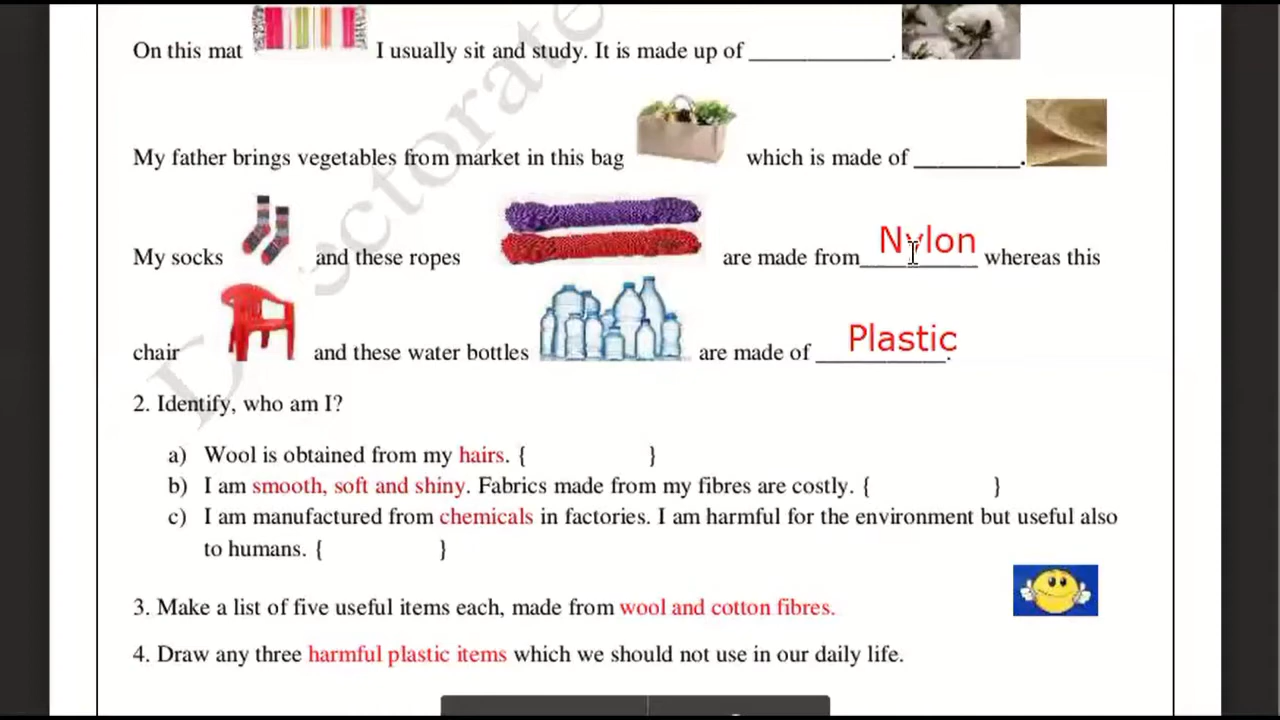 On this mat I usually sit and study. It is made up of ____________.
My father brings vegetables from market in this bag which is made of _________.
My socks and these ropes are made from Nylon whereas this
chair and these water bottles are made of Plastic.
2. Identify, who am I?
a) Wool is obtained from my hairs. { }
b) I am smooth, soft and shiny. Fabrics made from my fibres are costly. { }
c) I am manufactured from chemicals in factories. I am harmful for the environment but useful also
to humans. { }
3. Make a list of five useful items each, made from wool and cotton fibres.
4. Draw any three harmful plastic items which we should not use in our daily life.